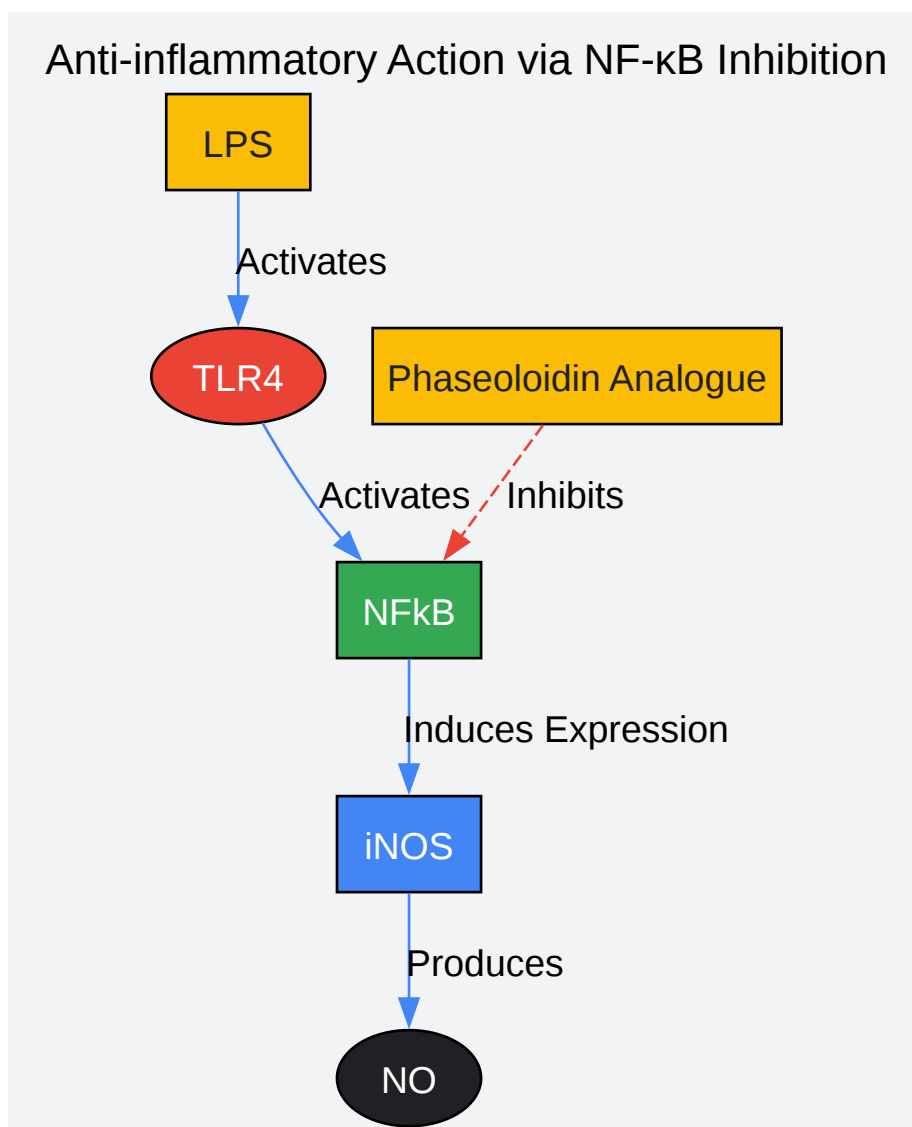 Anti-inflammatory Action via NF-κB Inhibition
LPS
Activates
TLR4
Phaseoloidin Analogue
Activates
Inhibits
NFkB
Induces Expression
iNOS
Produces
NO